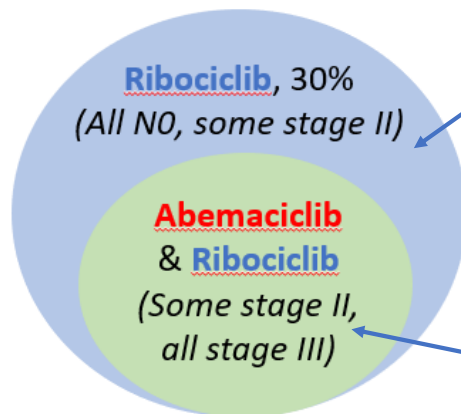 Ribociclib, 30%
(All N0, some stage II)
Abemaciclib
& Ribociclib
(Some stage II,
all stage III)